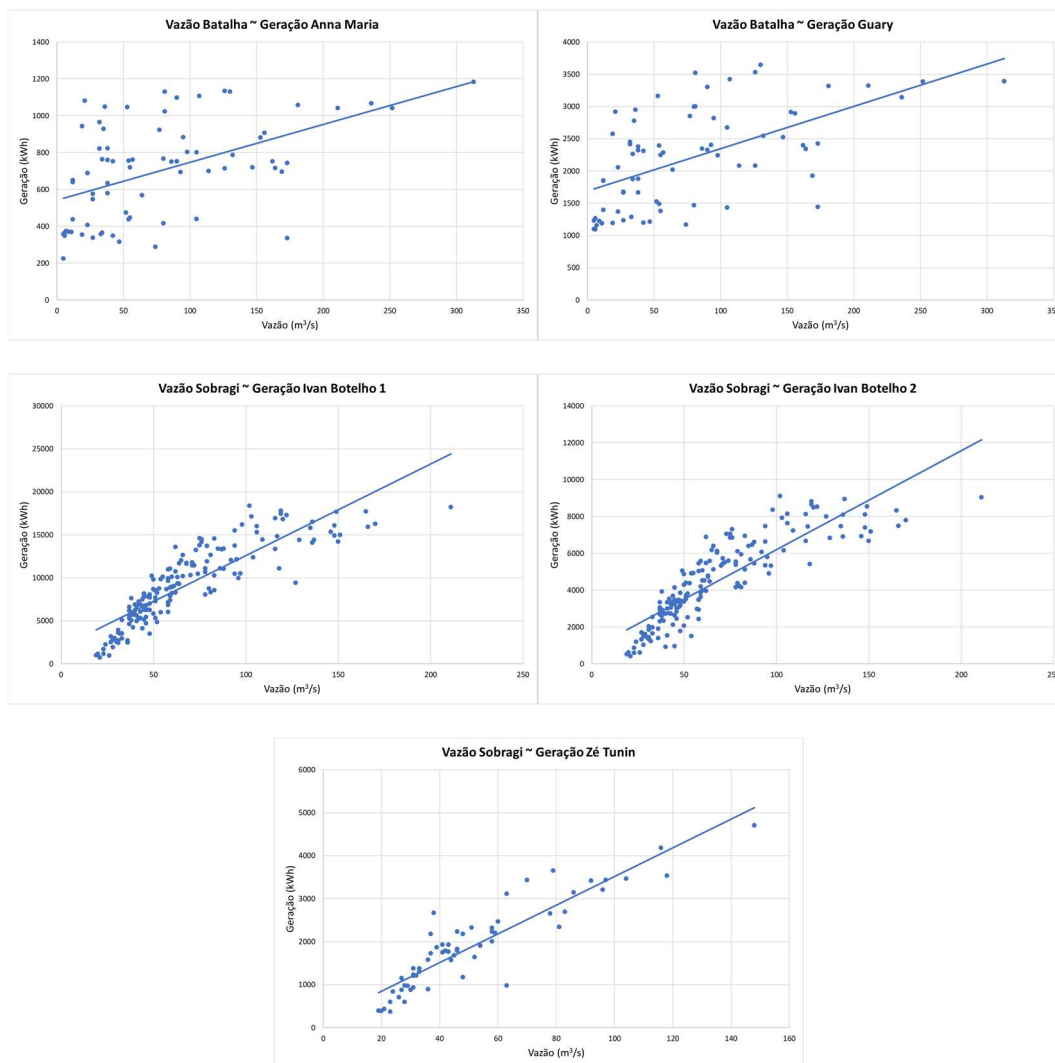 Vazão Batalha ~ Geração Anna Maria
1400
1200
1000
800
600
400
200
0
Geração (kWh)
0 50 100 150 200 250 300 350
Vazão (m³/s)
Vazão Batalha ~ Geração Guary
4000
3500
3000
2500
2000
1500
1000
500
0
Geração (kWh)
0 50 100 150 200 250 300 350
Vazão (m³/s)
Vazão Sobragi ~ Geração Ivan Botelho 1
30000
25000
20000
15000
10000
5000
0
Geração (kWh)
0 50 100 150 200 250
Vazão (m³/s)
Vazão Sobragi ~ Geração Ivan Botelho 2
14000
12000
10000
8000
6000
4000
2000
0
Geração (kWh)
0 50 100 150 200 250
Vazão (m³/s)
Vazão Sobragi ~ Geração Zé Tunin
6000
5000
4000
3000
2000
1000
0
Geração (kWh)
0 20 40 60 80 100 120 140 160
Vazão (m³/s)